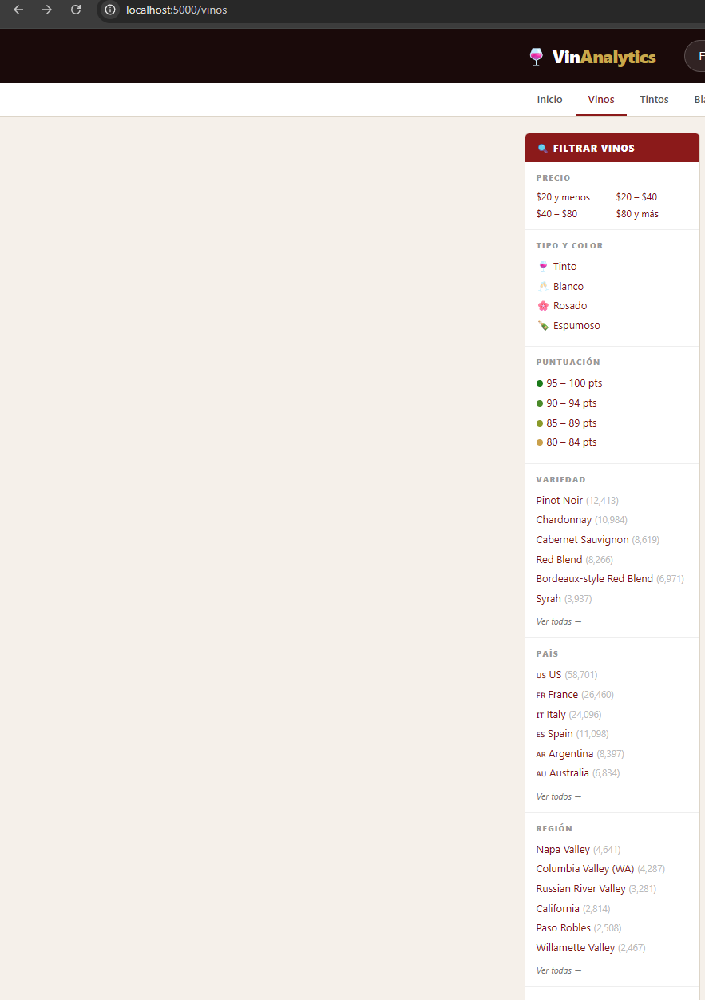 localhost:5000/vinos
VinAnalytics
F
Inicio Vinos Tintos Bla
FILTRAR VINOS
PRECIO
$20 y menos $20 – $40
$40 – $80 $80 y más
TIPO Y COLOR
Tinto
Blanco
Rosado
Espumoso
PUNTUACIÓN
95 – 100 pts
90 – 94 pts
85 – 89 pts
80 – 84 pts
VARIEDAD
Pinot Noir (12,413)
Chardonnay (10,984)
Cabernet Sauvignon (8,619)
Red Blend (8,266)
Bordeaux-style Red Blend (6,971)
Syrah (3,937)
Ver todas →
PAÍS
US US (58,701)
FR France (26,460)
IT Italy (24,096)
ES Spain (11,098)
AR Argentina (8,397)
AU Australia (6,834)
Ver todos →
REGIÓN
Napa Valley (4,641)
Columbia Valley (WA) (4,287)
Russian River Valley (3,281)
California (2,814)
Paso Robles (2,508)
Willamette Valley (2,467)
Ver todas →